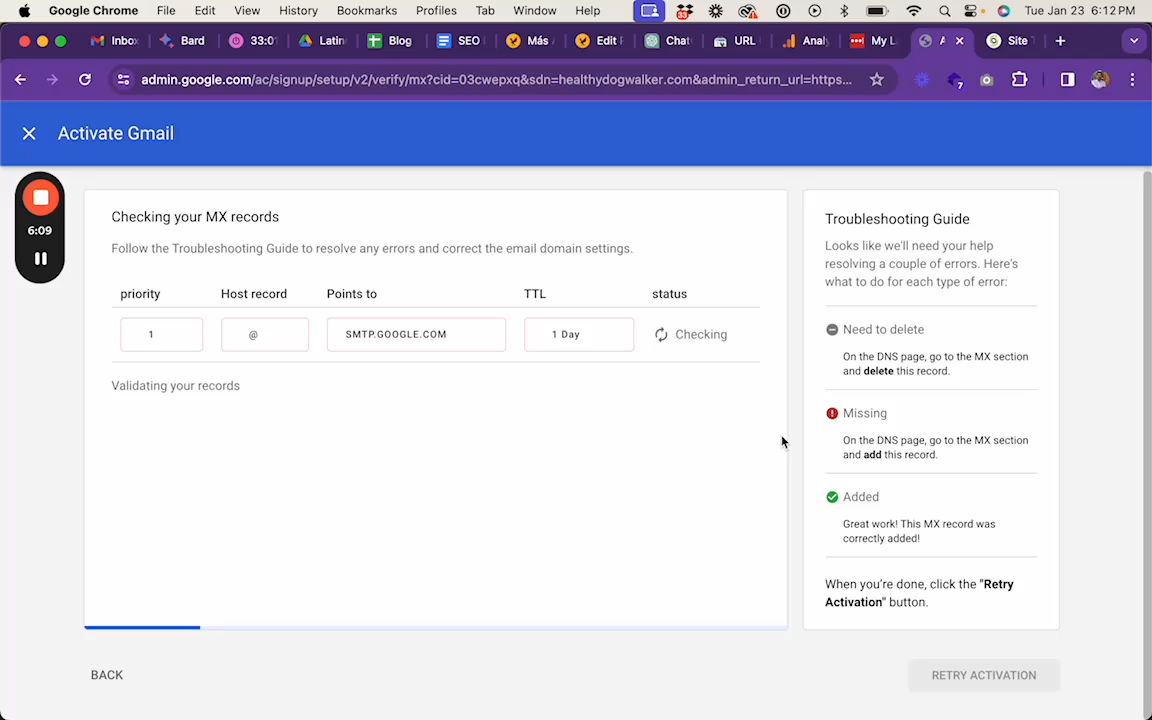 Google Chrome File Edit View History Bookmarks Profiles Tab Window Help Tue Jan 23 6:12 PM
Inbo Bard 33:01 Latin Blog SEO Más Edit F Chat URL Analy My L A Site
admin.google.com/ac/signup/setup/v2/verify/mx?cid=03cwepxq&sdn=healthydogwalker.com&admin_return_url=https...
7
Activate Gmail
6:09
Checking your MX records
Follow the Troubleshooting Guide to resolve any errors and correct the email domain settings.
priority Host record Points to TTL status
1 @ SMTP.GOOGLE.COM 1 Day Checking
Validating your records
Troubleshooting Guide
Looks like we'll need your help
resolving a couple of errors. Here's
what to do for each type of error:
Need to delete
On the DNS page, go to the MX section
and delete this record.
Missing
On the DNS page, go to the MX section
and add this record.
Added
Great work! This MX record was
correctly added!
When you're done, click the "Retry
Activation" button.
BACK
RETRY ACTIVATION